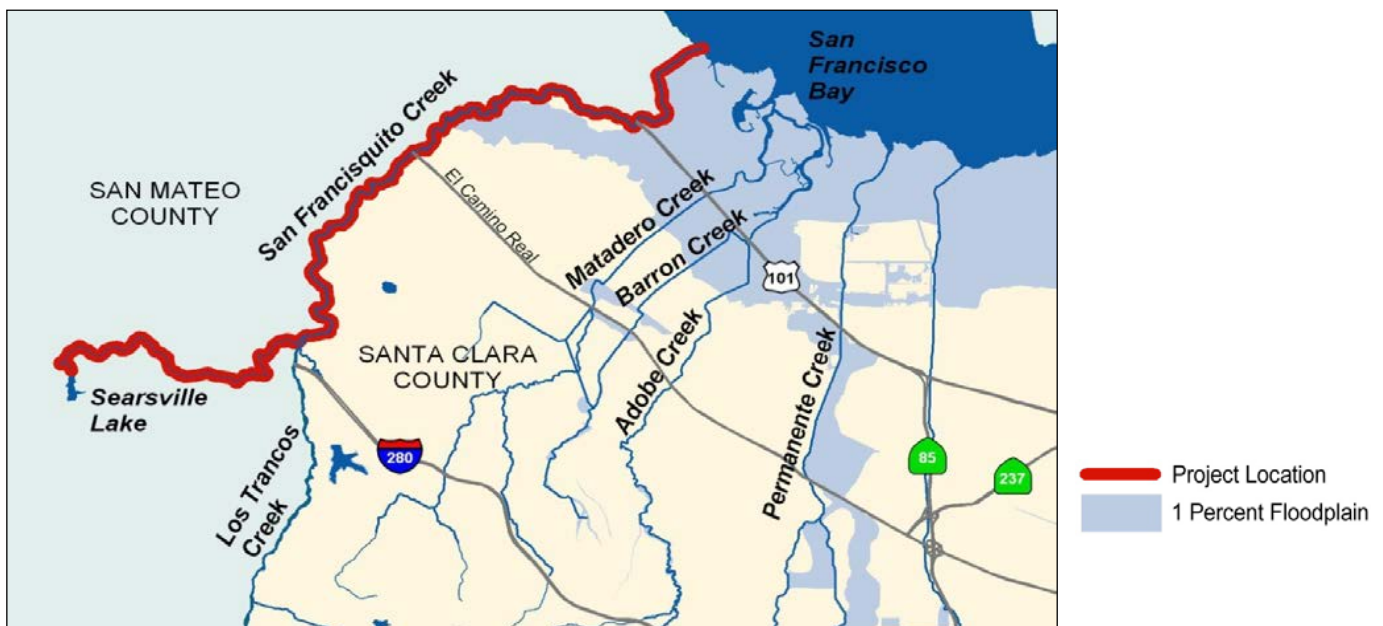 San
Francisco
Bay
San Francisquito Creek
SAN MATEO
COUNTY
El Camino Real
Matadero Creek
Barron Creek
101
SANTA CLARA
COUNTY
Adobe Creek
Permanente Creek
Searsville
Lake
Los Trancos
Creek
280
85
237
Project Location
1 Percent Floodplain